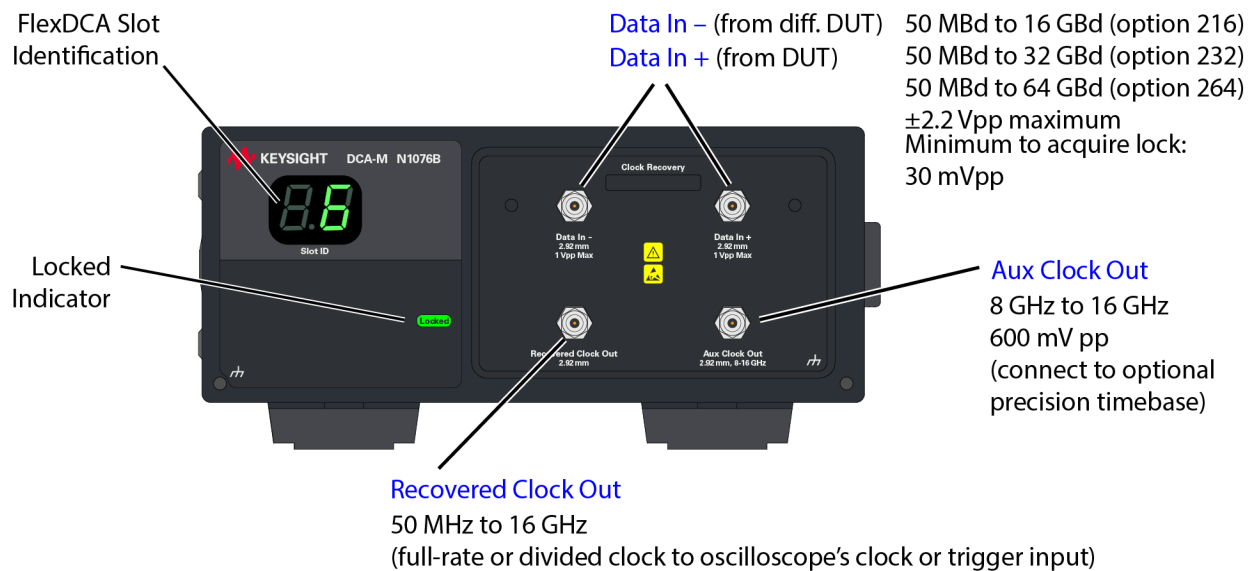 FlexDCA Slot
Identification
Data In – (from diff. DUT)
Data In + (from DUT)
50 MBd to 16 GBd (option 216)
50 MBd to 32 GBd (option 232)
50 MBd to 64 GBd (option 264)
±2.2 Vpp maximum
Minimum to acquire lock:
30 mVpp
KEYSIGHT DCA-M N1076B
8.6
Slot ID
Clock Recovery
Data In –
2.92 mm
1 Vpp Max
Data In +
2.92 mm
1 Vpp Max
Locked
Indicator
Locked
Recovered Clock Out
2.92 mm
Aux Clock Out
2.92 mm, 8-16 GHz
Aux Clock Out
8 GHz to 16 GHz
600 mV pp
(connect to optional
precision timebase)
Recovered Clock Out
50 MHz to 16 GHz
(full-rate or divided clock to oscilloscope's clock or trigger input)